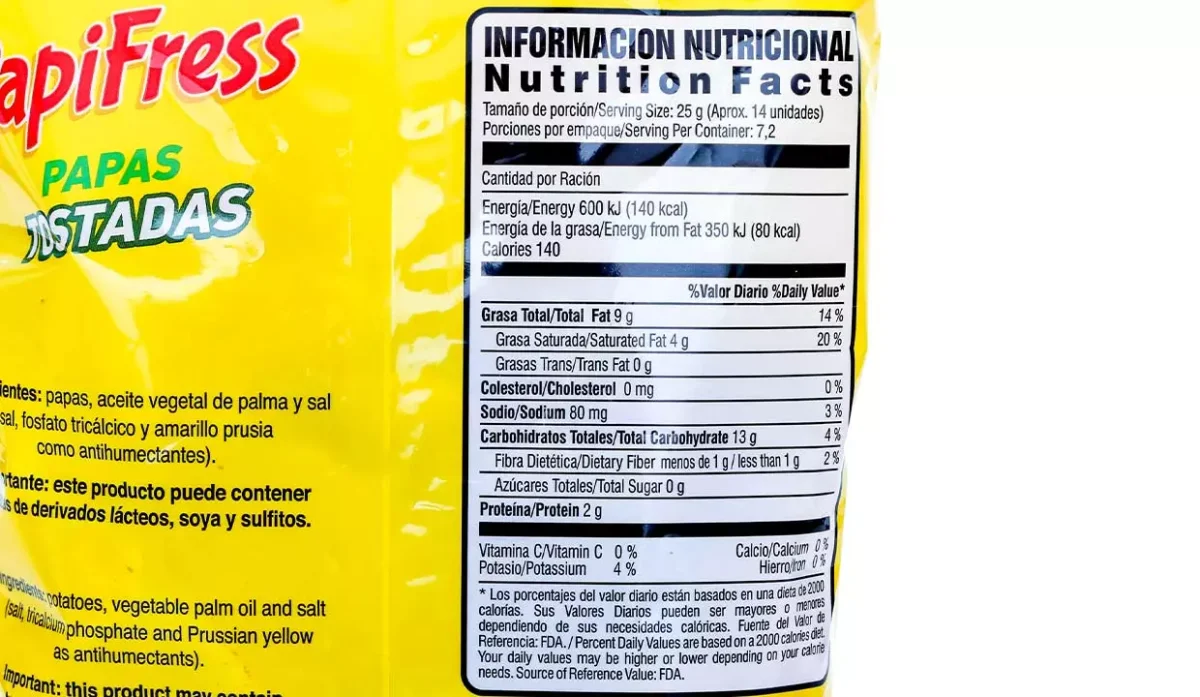 apiFress
PAPAS
TOSTADAS
ientes: papas, aceite vegetal de palma y sal
sal, fosfato tricálcico y amarillo prusia
como antihumectantes).
rtante: este producto puede contener
s de derivados lácteos, soya y sulfitos.
ingredients: potatoes, vegetable palm oil and salt
(salt, tricalcium phosphate and Prussian yellow
as antihumectants).
Important: this product may contain
INFORMACION NUTRICIONAL
Nutrition Facts
Tamaño de porción/Serving Size: 25 g (Aprox. 14 unidades)
Porciones por empaque/Serving Per Container: 7,2
Cantidad por Ración
Energía/Energy 600 kJ (140 kcal)
Energía de la grasa/Energy from Fat 350 kJ (80 kcal)
Calories 140
%Valor Diario %Daily Value*
Grasa Total/Total Fat 9 g 14 %
Grasa Saturada/Saturated Fat 4 g 20 %
Grasas Trans/Trans Fat 0 g
Colesterol/Cholesterol 0 mg 0 %
Sodio/Sodium 80 mg 3 %
Carbohidratos Totales/Total Carbohydrate 13 g 4 %
Fibra Dietética/Dietary Fiber menos de 1 g / less than 1 g 2 %
Azúcares Totales/Total Sugar 0 g
Proteína/Protein 2 g
Vitamina C/Vitamin C 0 % Calcio/Calcium 0 %
Potasio/Potassium 4 % Hierro/Iron 0 %
* Los porcentajes del valor diario están basados en una dieta de 2000
calorías. Sus Valores Diarios pueden ser mayores o menores
dependiendo de sus necesidades calóricas. Fuente del Valor de
Referencia: FDA. / Percent Daily Values are based on a 2000 calories diet.
Your daily values may be higher or lower depending on your calorie
needs. Source of Reference Value: FDA.